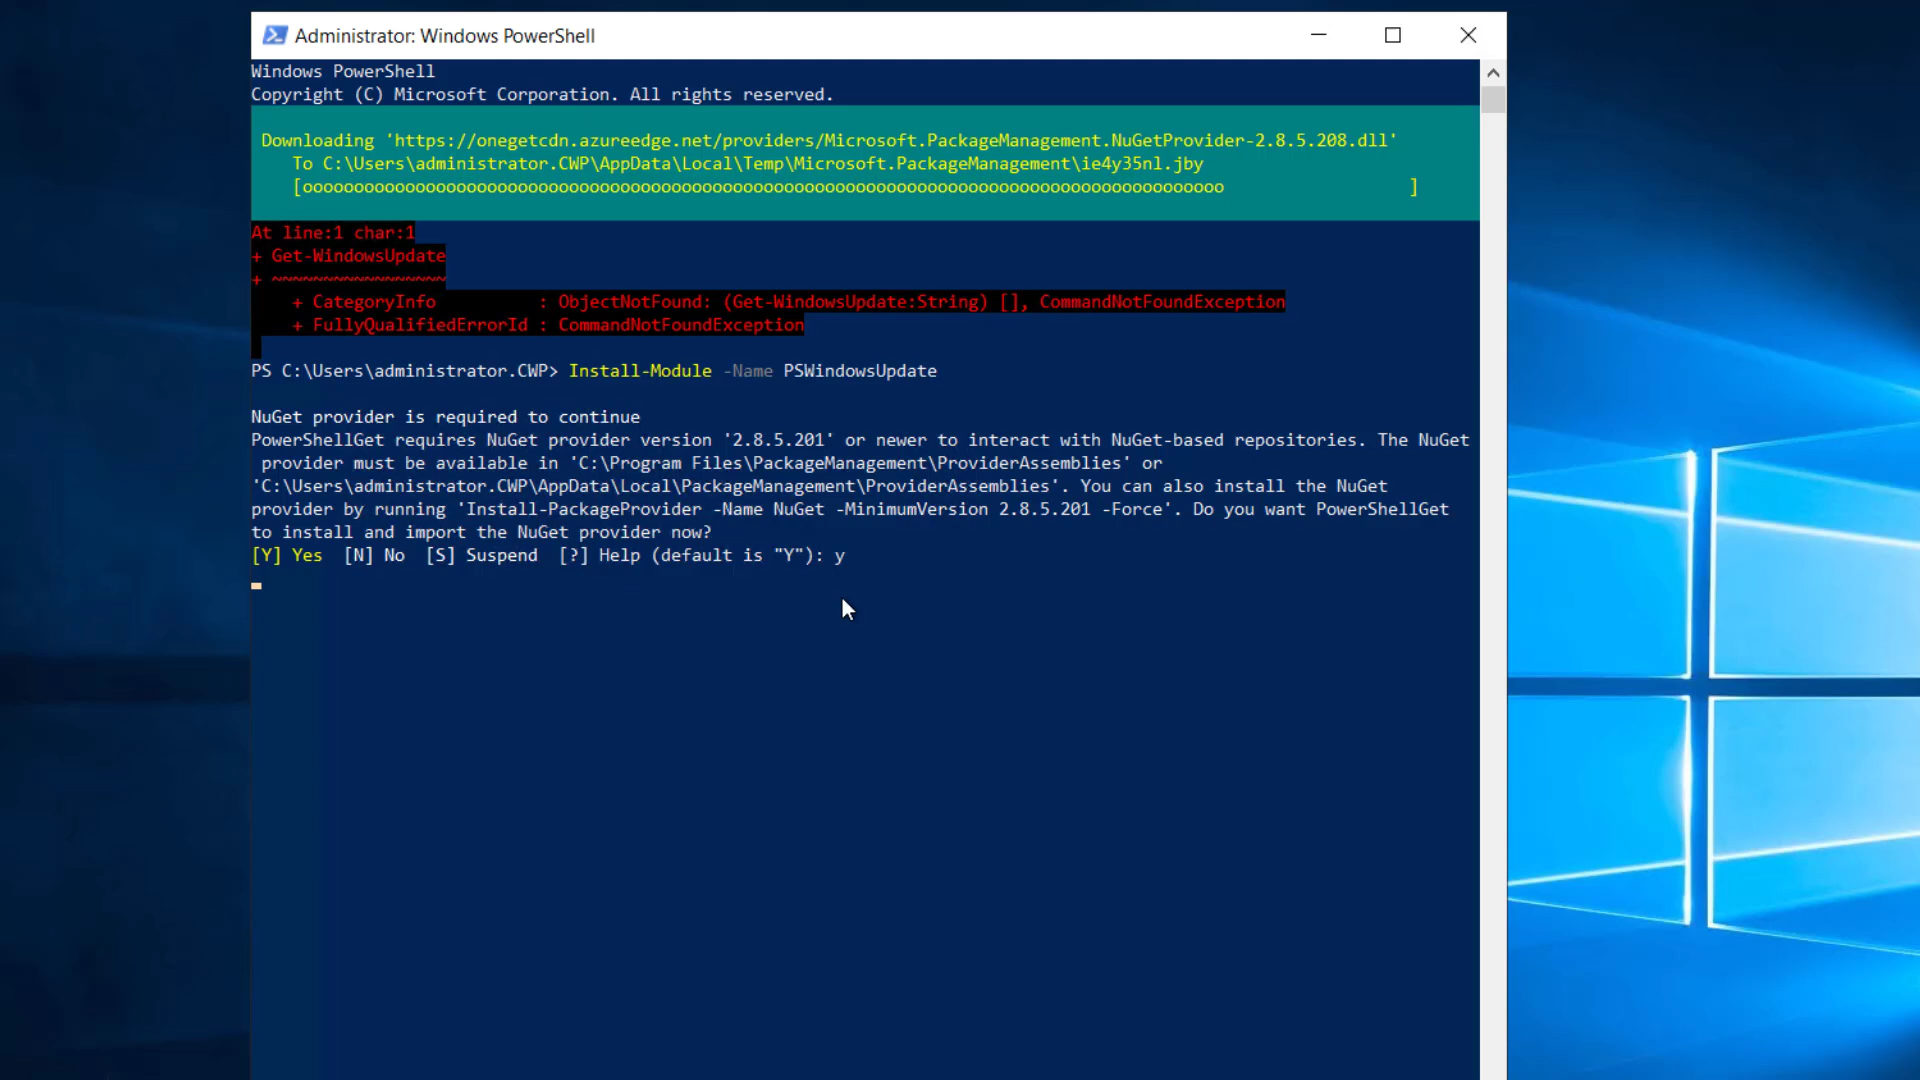 Administrator: Windows PowerShell
Windows PowerShell
Copyright (C) Microsoft Corporation. All rights reserved.
Downloading 'https://onegetcdn.azureedge.net/providers/Microsoft.PackageManagement.NuGetProvider-2.8.5.208.dll'
To C:\Users\administrator.CWP\AppData\Local\Temp\Microsoft.PackageManagement\ie4y35nl.jby
[oooooooooooooooooooooooooooooooooooooooooooooooooooooooooooooooooooooooooooooooooooooooooo                  ]
At line:1 char:1
+ Get-WindowsUpdate
+ ~~~~~~~~~~~~~~~~~
+ CategoryInfo          : ObjectNotFound: (Get-WindowsUpdate:String) [], CommandNotFoundException
+ FullyQualifiedErrorId : CommandNotFoundException
PS C:\Users\administrator.CWP> Install-Module -Name PSWindowsUpdate
NuGet provider is required to continue
PowerShellGet requires NuGet provider version '2.8.5.201' or newer to interact with NuGet-based repositories. The NuGet
provider must be available in 'C:\Program Files\PackageManagement\ProviderAssemblies' or
'C:\Users\administrator.CWP\AppData\Local\PackageManagement\ProviderAssemblies'. You can also install the NuGet
provider by running 'Install-PackageProvider -Name NuGet -MinimumVersion 2.8.5.201 -Force'. Do you want PowerShellGet
to install and import the NuGet provider now?
[Y] Yes  [N] No  [S] Suspend  [?] Help (default is "Y"): y